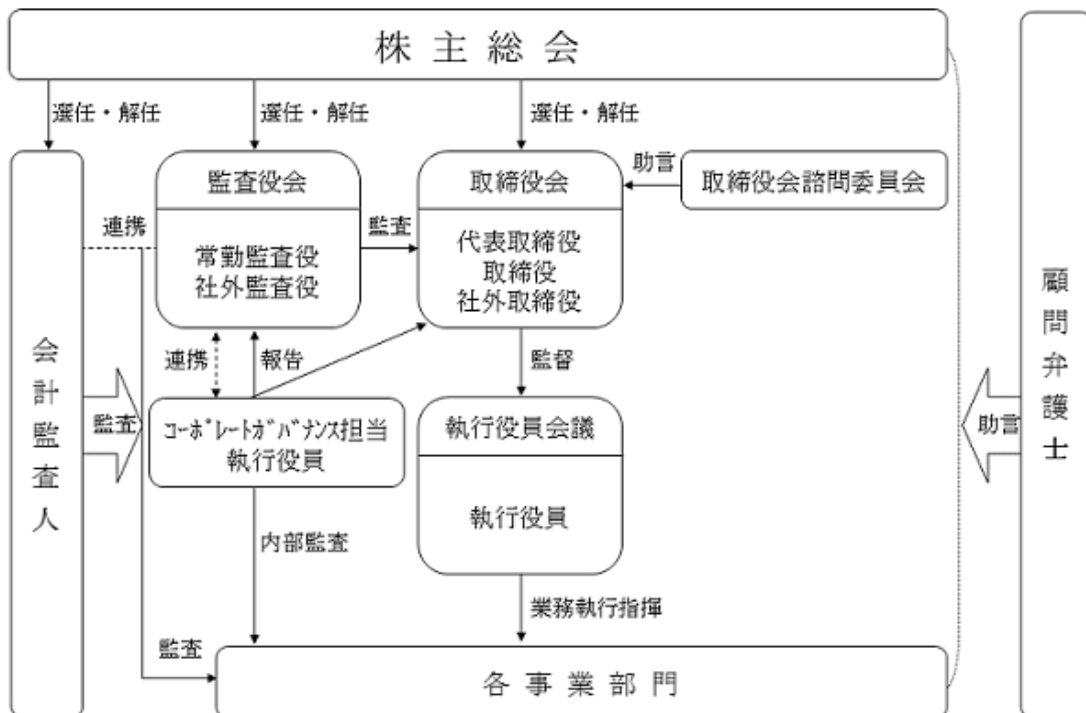 株主総会
選任・解任
選任・解任
選任・解任
監査役会
取締役会
助言
取締役会諮問委員会
連携
監査
常勤監査役
社外監査役
代表取締役
取締役
社外取締役
連携
報告
監督
会計監査人
監査
コーポレートガバナンス担当
執行役員
執行役員会議
執行役員
助言
顧問弁護士
内部監査
業務執行指揮
監査
各事業部門